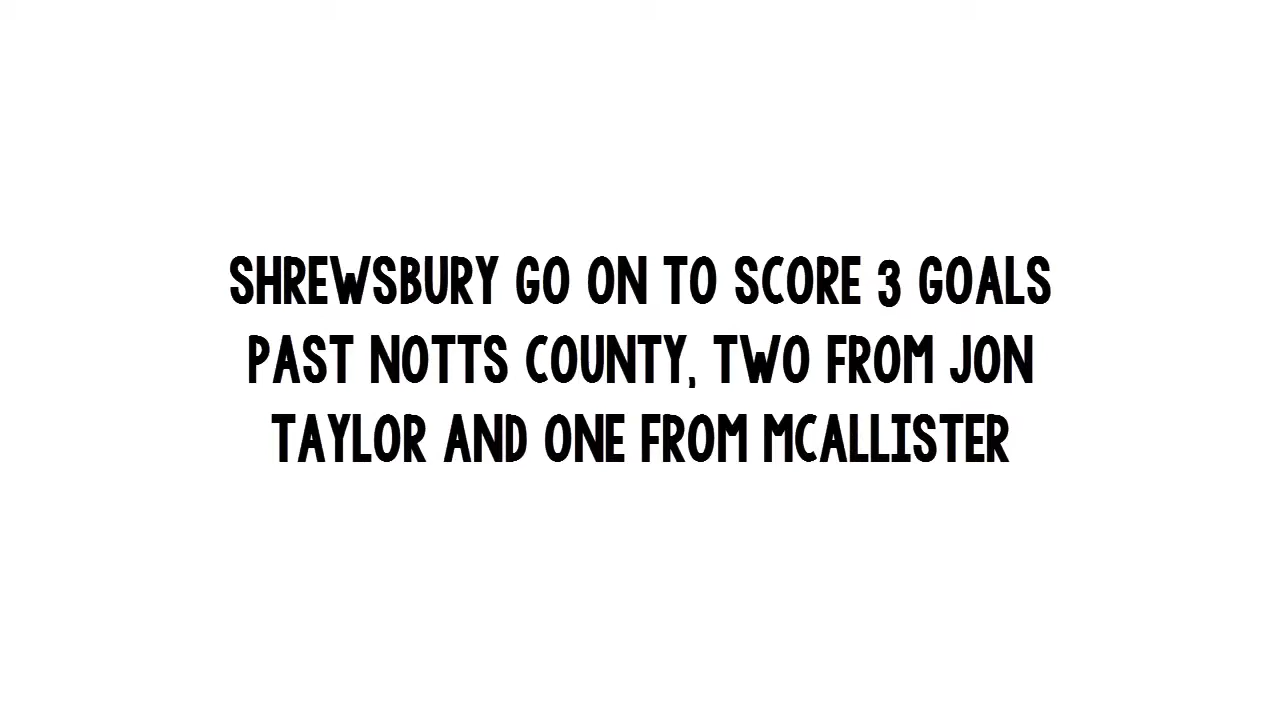 SHREWSBURY GO ON TO SCORE 3 GOALS
PAST NOTTS COUNTY, TWO FROM JON
TAYLOR AND ONE FROM MCALLISTER